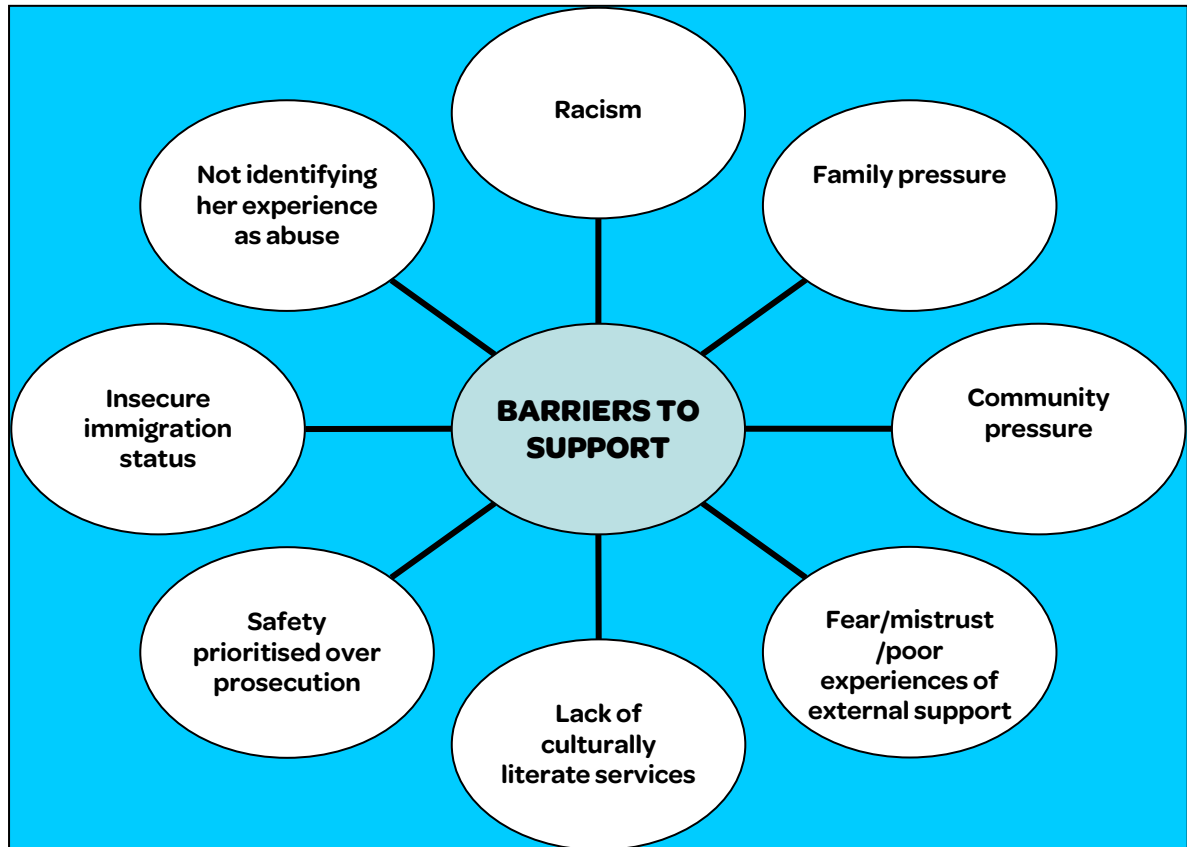 Racism
Not identifying
her experience
as abuse
Family pressure
Insecure
immigration
status
BARRIERS TO
SUPPORT
Community
pressure
Safety
prioritised over
prosecution
Fear/mistrust
/poor
experiences of
external support
Lack of
culturally
literate services